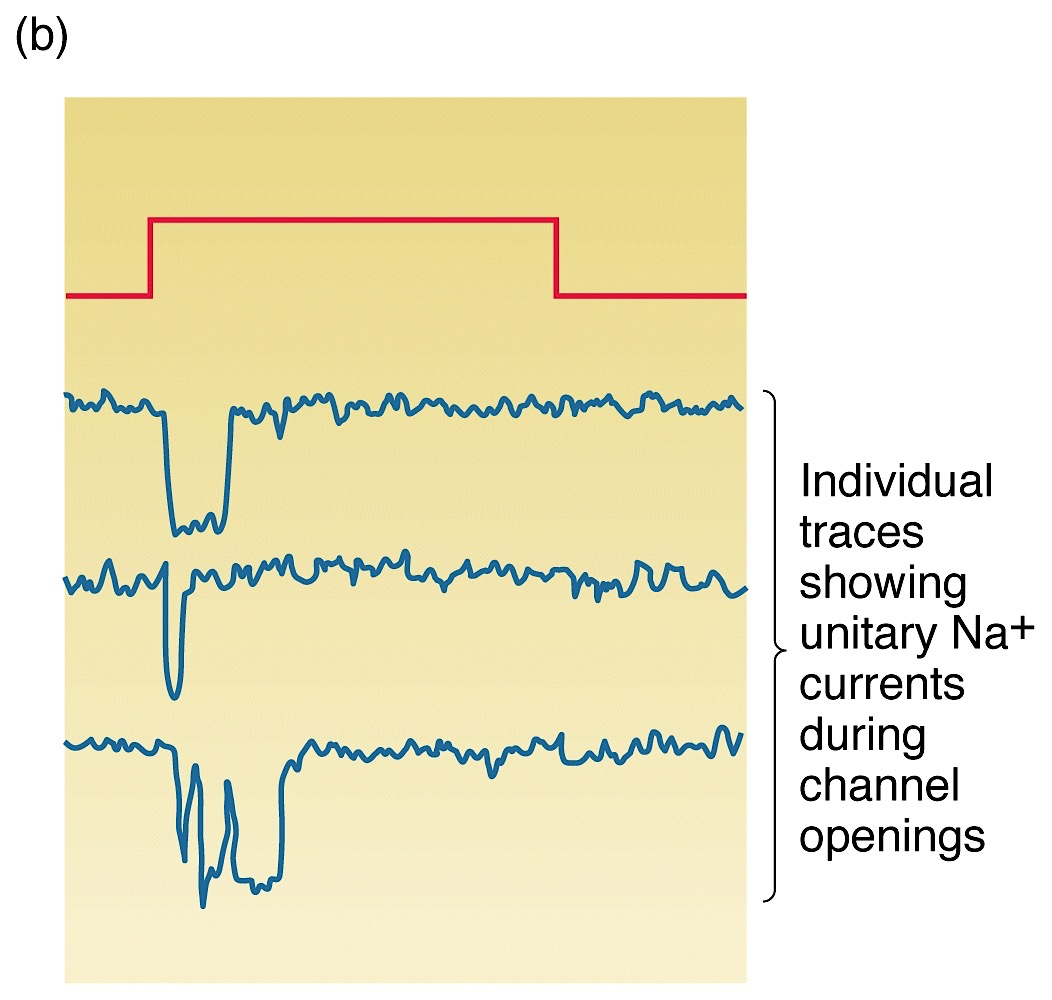 (b)
Individual
traces
showing
unitary Na+
currents
during
channel
openings